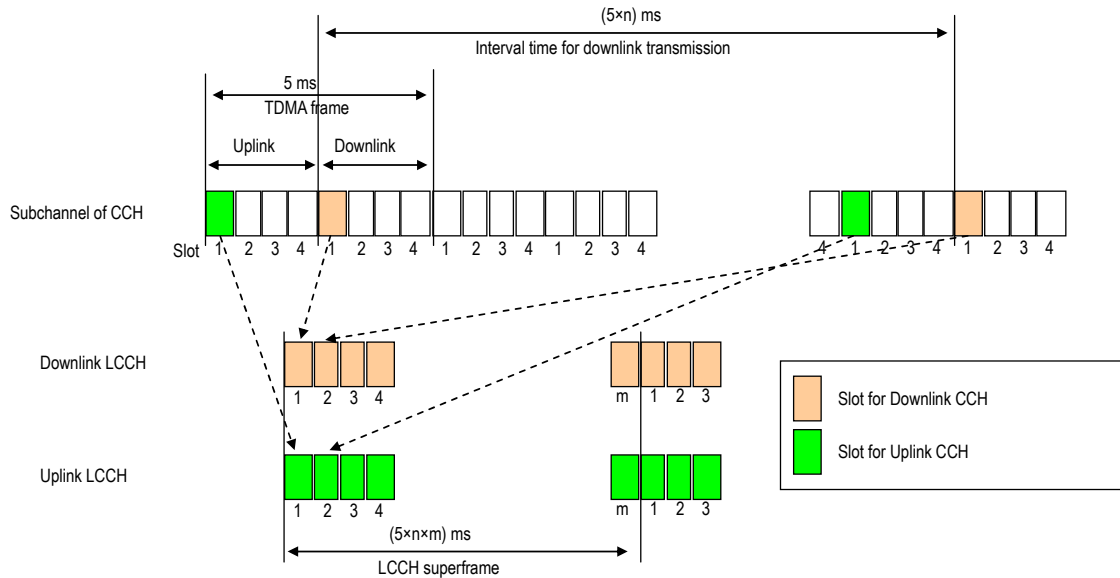 (5×n) ms
Interval time for downlink transmission
5 ms
TDMA frame
Uplink Downlink
Subchannel of CCH
Slot 1 2 3 4 1 2 3 4 1 2 3 4 1 2 3 4 4 1 2 3 4 1 2 3 4
Downlink LCCH
1 2 3 4 m 1 2 3
Slot for Downlink CCH
Slot for Uplink CCH
Uplink LCCH
1 2 3 4 m 1 2 3
(5×n×m) ms
LCCH superframe